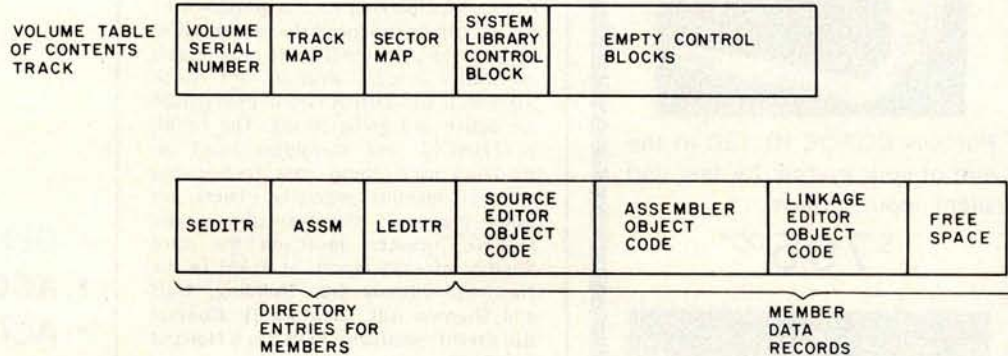 VOLUME TABLE
OF CONTENTS
TRACK
VOLUME
SERIAL
NUMBER
TRACK
MAP
SECTOR
MAP
SYSTEM
LIBRARY
CONTROL
BLOCK
EMPTY CONTROL
BLOCKS
SEDITR
ASSM
LEDITR
SOURCE
EDITOR
OBJECT
CODE
ASSEMBLER
OBJECT
CODE
LINKAGE
EDITOR
OBJECT
CODE
FREE
SPACE
DIRECTORY
ENTRIES FOR
MEMBERS
MEMBER
DATA
RECORDS